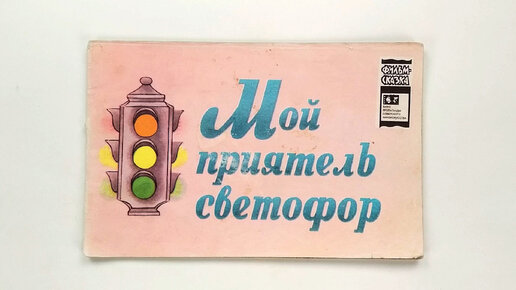 Мой
приятель
светофор
ФИЛЬМ-
СКАЗКА